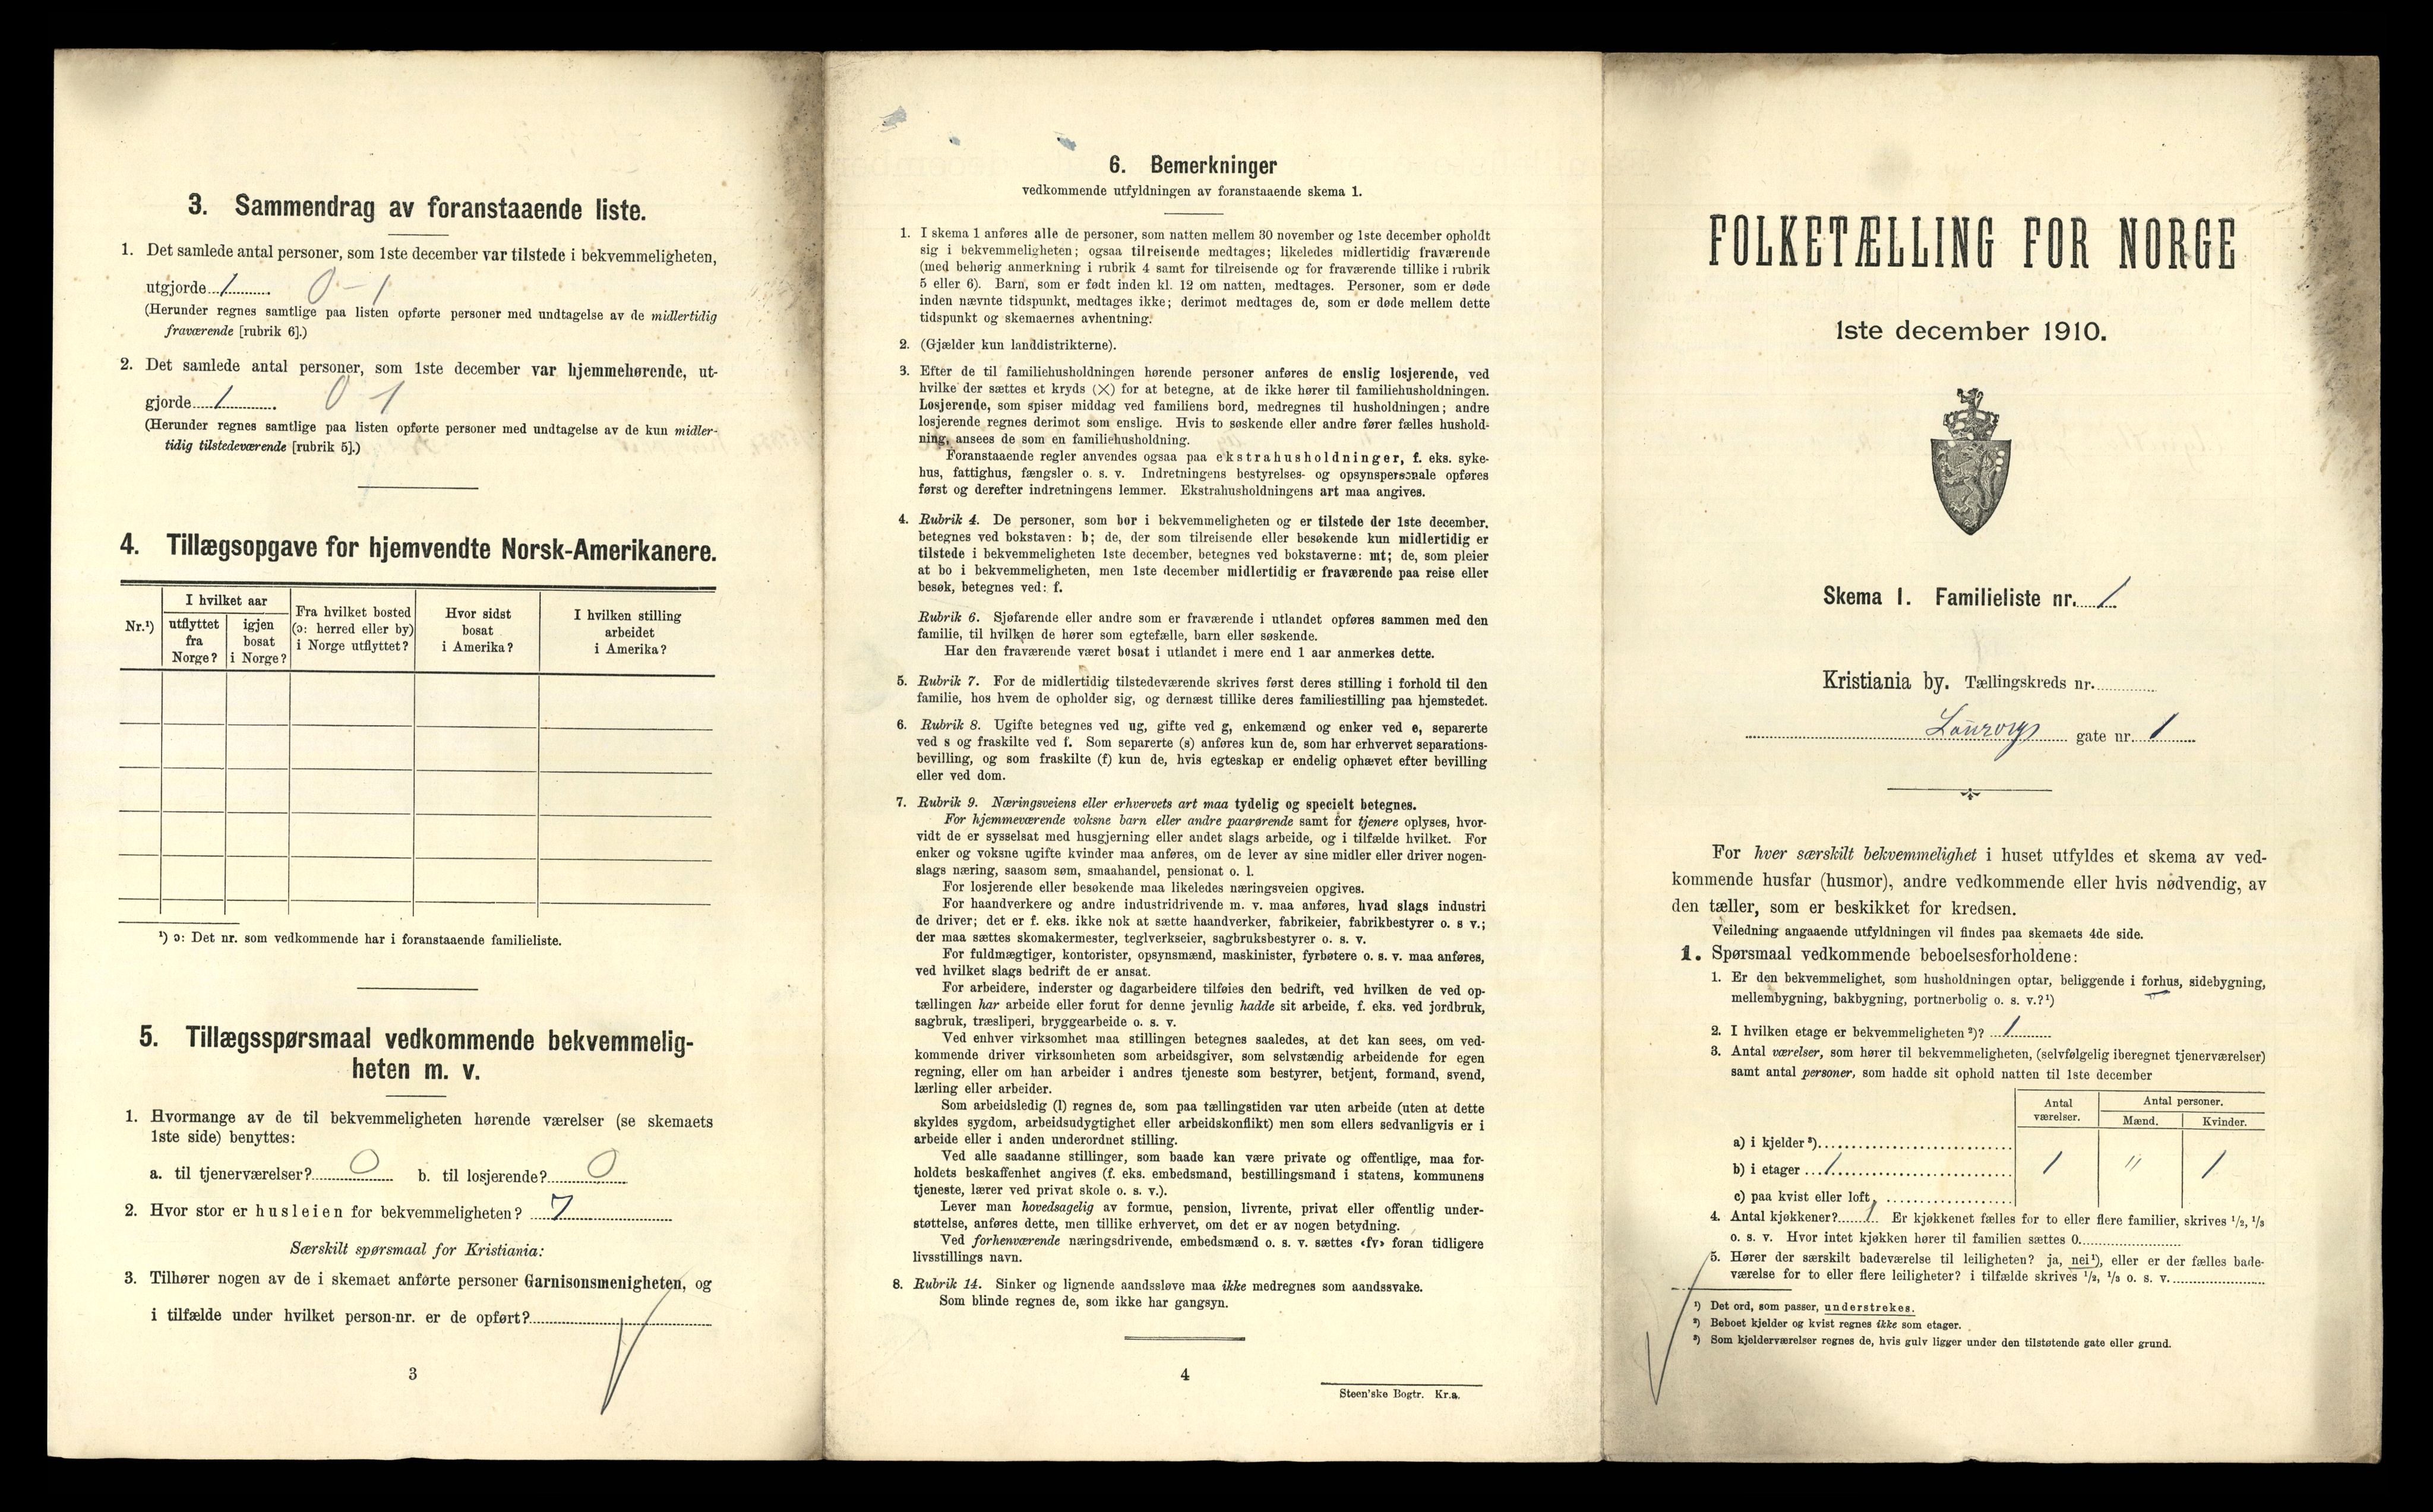 3. Sammendrag av foranstaaende liste.
1. Det samlede antal personer, som 1ste december var tilstede i bekvemmeligheten,
utgjorde 1. 0 – 1
(Herunder regnes samtlige paa listen opførte personer med undtagelse av de midlertidig
fraværende [rubrik 6].)
2. Det samlede antal personer, som 1ste december var hjemmehørende, ut-
gjorde 1. 0 – 1
(Herunder regnes samtlige paa listen opførte personer med undtagelse av de kun midler-
tidig tilstedeværende [rubrik 5].)
4. Tillægsopgave for hjemvendte Norsk-Amerikanere.
Nr.¹)
I hvilket aar
utflyttet
fra
Norge?
igjen
bosat
i Norge?
Fra hvilket bosted
(ɔ: herred eller by)
i Norge utflyttet?
Hvor sidst
bosat
i Amerika?
I hvilken stilling
arbeidet
i Amerika?
¹) ɔ: Det nr. som vedkommende har i foranstaaende familieliste.
5. Tillægsspørsmaal vedkommende bekvemmelig-
heten m. v.
1. Hvormange av de til bekvemmeligheten hørende værelser (se skemaets
1ste side) benyttes:
a. til tjenerværelser? 0 b. til losjerende? 0
2. Hvor stor er husleien for bekvemmeligheten? 7
Særskilt spørsmaal for Kristiania:
3. Tilhører nogen av de i skemaet anførte personer Garnisonsmenigheten, og
i tilfælde under hvilket person-nr. er de opført?
3
6. Bemerkninger
vedkommende utfyldningen av foranstaaende skema 1.
1. I skema 1 anføres alle de personer, som natten mellem 30 november og 1ste december opholdt
sig i bekvemmeligheten; ogsaa tilreisende medtages; likeledes midlertidig fraværende
(med behørig anmerkning i rubrik 4 samt for tilreisende og for fraværende tillike i rubrik
5 eller 6). Barn, som er født inden kl. 12 om natten, medtages. Personer, som er døde
inden nævnte tidspunkt, medtages ikke; derimot medtages de, som er døde mellem dette
tidspunkt og skemaernes avhentning.
2. (Gjælder kun landdistrikterne).
3. Efter de til familiehusholdningen hørende personer anføres de enslig losjerende, ved
hvilke der sættes et kryds (×) for at betegne, at de ikke hører til familiehusholdningen.
Losjerende, som spiser middag ved familiens bord, medregnes til husholdningen; andre
losjerende regnes derimot som enslige. Hvis to søskende eller andre fører fælles hushold-
ning, ansees de som en familiehusholdning.
Foranstaaende regler anvendes ogsaa paa ekstrahusholdninger, f. eks. syke-
hus, fattighus, fængsler o. s. v. Indretningens bestyrelses- og opsynspersonale opføres
først og derefter indretningens lemmer. Ekstrahusholdningens art maa angives.
4. Rubrik 4. De personer, som bor i bekvemmeligheten og er tilstede der 1ste december,
betegnes ved bokstaven: b; de, der som tilreisende eller besøkende kun midlertidig er
tilstede i bekvemmeligheten 1ste december, betegnes ved bokstaverne: mt; de, som pleier
at bo i bekvemmeligheten, men 1ste december midlertidig er fraværende paa reise eller
besøk, betegnes ved: f.
Rubrik 6. Sjøfarende eller andre som er fraværende i utlandet opføres sammen med den
familie, til hvilken de hører som egtefælle, barn eller søskende.
Har den fraværende været bosat i utlandet i mere end 1 aar anmerkes dette.
5. Rubrik 7. For de midlertidig tilstedeværende skrives først deres stilling i forhold til den
familie, hos hvem de opholder sig, og dernæst tillike deres familiestilling paa hjemstedet.
6. Rubrik 8. Ugifte betegnes ved ug, gifte ved g, enkemænd og enker ved e, separerte
ved s og fraskilte ved f. Som separerte (s) anføres kun de, som har erhvervet separations-
bevilling, og som fraskilte (f) kun de, hvis egteskap er endelig ophævet efter bevilling
eller ved dom.
7. Rubrik 9. Næringsveiens eller erhvervets art maa tydelig og specielt betegnes.
For hjemmeværende voksne barn eller andre paarørende samt for tjenere oplyses, hvor-
vidt de er sysselsat med husgjerning eller andet slags arbeide, og i tilfælde hvilket. For
enker og voksne ugifte kvinder maa anføres, om de lever av sine midler eller driver nogen-
slags næring, saasom søm, smaahandel, pensionat o. l.
For losjerende eller besøkende maa likeledes næringsveien opgives.
For haandverkere og andre industridrivende m. v. maa anføres, hvad slags industri
de driver; det er f. eks. ikke nok at sætte haandverker, fabrikeier, fabrikbestyrer o. s v.;
der maa sættes skomakermester, teglverkseier, sagbruksbestyrer o. s. v.
For fuldmægtiger, kontorister, opsynsmænd, maskinister, fyrbøtere o. s. v. maa anføres,
ved hvilket slags bedrift de er ansat.
For arbeidere, inderster og dagarbeidere tilføies den bedrift, ved hvilken de ved op-
tællingen har arbeide eller forut for denne jevnlig hadde sit arbeide, f. eks. ved jordbruk,
sagbruk, træsliperi, bryggearbeide o. s. v.
Ved enhver virksomhet maa stillingen betegnes saaledes, at det kan sees, om ved-
kommende driver virksomheten som arbeidsgiver, som selvstændig arbeidende for egen
regning, eller om han arbeider i andres tjeneste som bestyrer, betjent, formand, svend,
lærling eller arbeider.
Som arbeidsledig (l) regnes de, som paa tællingstiden var uten arbeide (uten at dette
skyldes sygdom, arbeidsudygtighet eller arbeidskonflikt) men som ellers sedvanligvis er i
arbeide eller i anden underordnet stilling.
Ved alle saadanne stillinger, som baade kan være private og offentlige, maa for-
holdets beskaffenhet angives (f. eks. embedsmand, bestillingsmand i statens, kommunens
tjeneste, lærer ved privat skole o. s. v.).
Lever man hovedsagelig av formue, pension, livrente, privat eller offentlig under-
støttelse, anføres dette, men tillike erhvervet, om det er av nogen betydning.
Ved forhenværende næringsdrivende, embedsmænd o. s. v. sættes «fv» foran tidligere
livsstillings navn.
8. Rubrik 14. Sinker og lignende aandssløve maa ikke medregnes som aandssvake.
Som blinde regnes de, som ikke har gangsyn.
4
Steen'ske Bogtr. Kr.a.
FOLKETÆLLING FOR NORGE
1ste december 1910.
Skema I. Familieliste nr. 1
Kristiania by. Tællingskreds nr.
Laurvigs gate nr. 1
For hver særskilt bekvemmelighet i huset utfyldes et skema av ved-
kommende husfar (husmor), andre vedkommende eller hvis nødvendig, av
den tæller, som er beskikket for kredsen.
Veiledning angaaende utfyldningen vil findes paa skemaets 4de side.
1. Spørsmaal vedkommende beboelsesforholdene:
1. Er den bekvemmelighet, som husholdningen optar, beliggende i forhus, sidebygning,
mellembygning, bakbygning, portnerbolig o. s. v.?¹)
2. I hvilken etage er bekvemmeligheten²)? 1
3. Antal værelser, som hører til bekvemmeligheten, (selvfølgelig iberegnet tjenerværelser)
samt antal personer, som hadde sit ophold natten til 1ste december
Antal
værelser.
Antal personer.
Mænd. Kvinder.
a) i kjelder³)
b) i etager 1 1 " 1
c) paa kvist eller loft
4. Antal kjøkkener? 1 Er kjøkkenet fælles for to eller flere familier, skrives 1/2, 1/3
o. s. v. Hvor intet kjøkken hører til familien sættes 0.
5. Hører der særskilt badeværelse til leiligheten? ja, nei¹), eller er der fælles bade-
værelse for to eller flere leiligheter? i tilfælde skrives 1/2, 1/3 o. s. v.
¹) Det ord, som passer, understrekes.
²) Beboet kjelder og kvist regnes ikke som etager.
³) Som kjelderværelser regnes de, hvis gulv ligger under den tilstøtende gate eller grund.